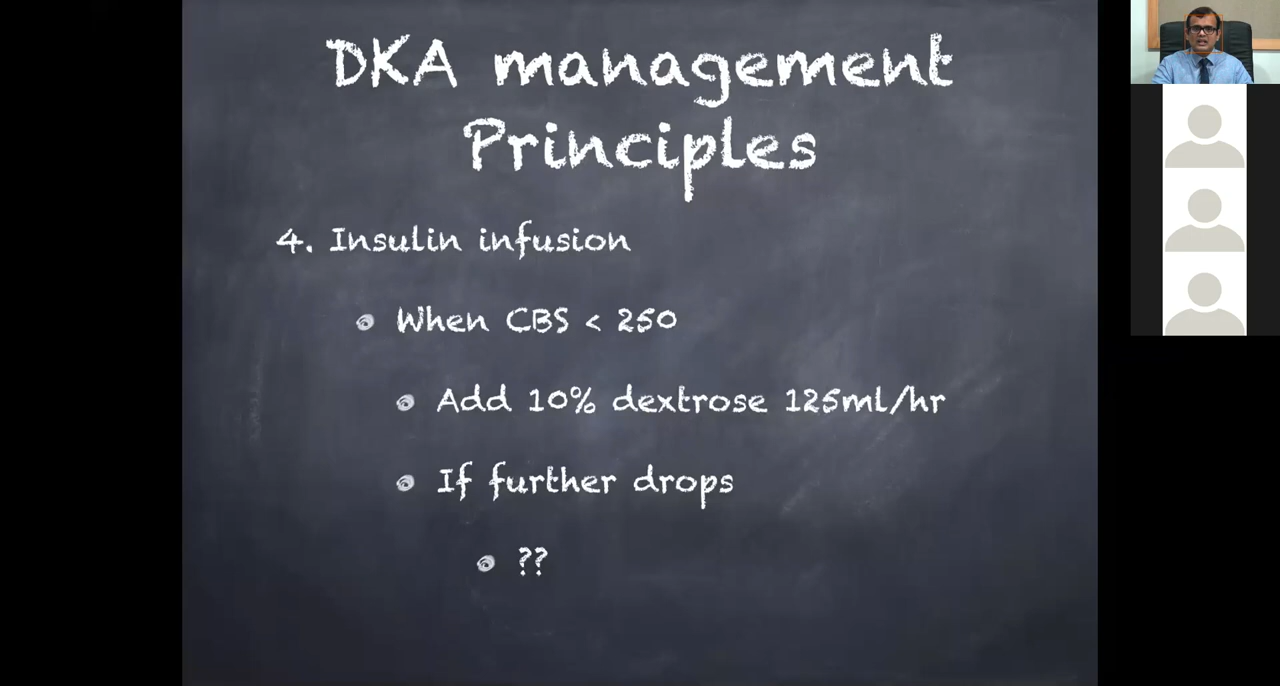 DKA management
Principles
4. Insulin infusion
When CBS < 250
Add 10% dextrose 125ml/hr
If further drops
??